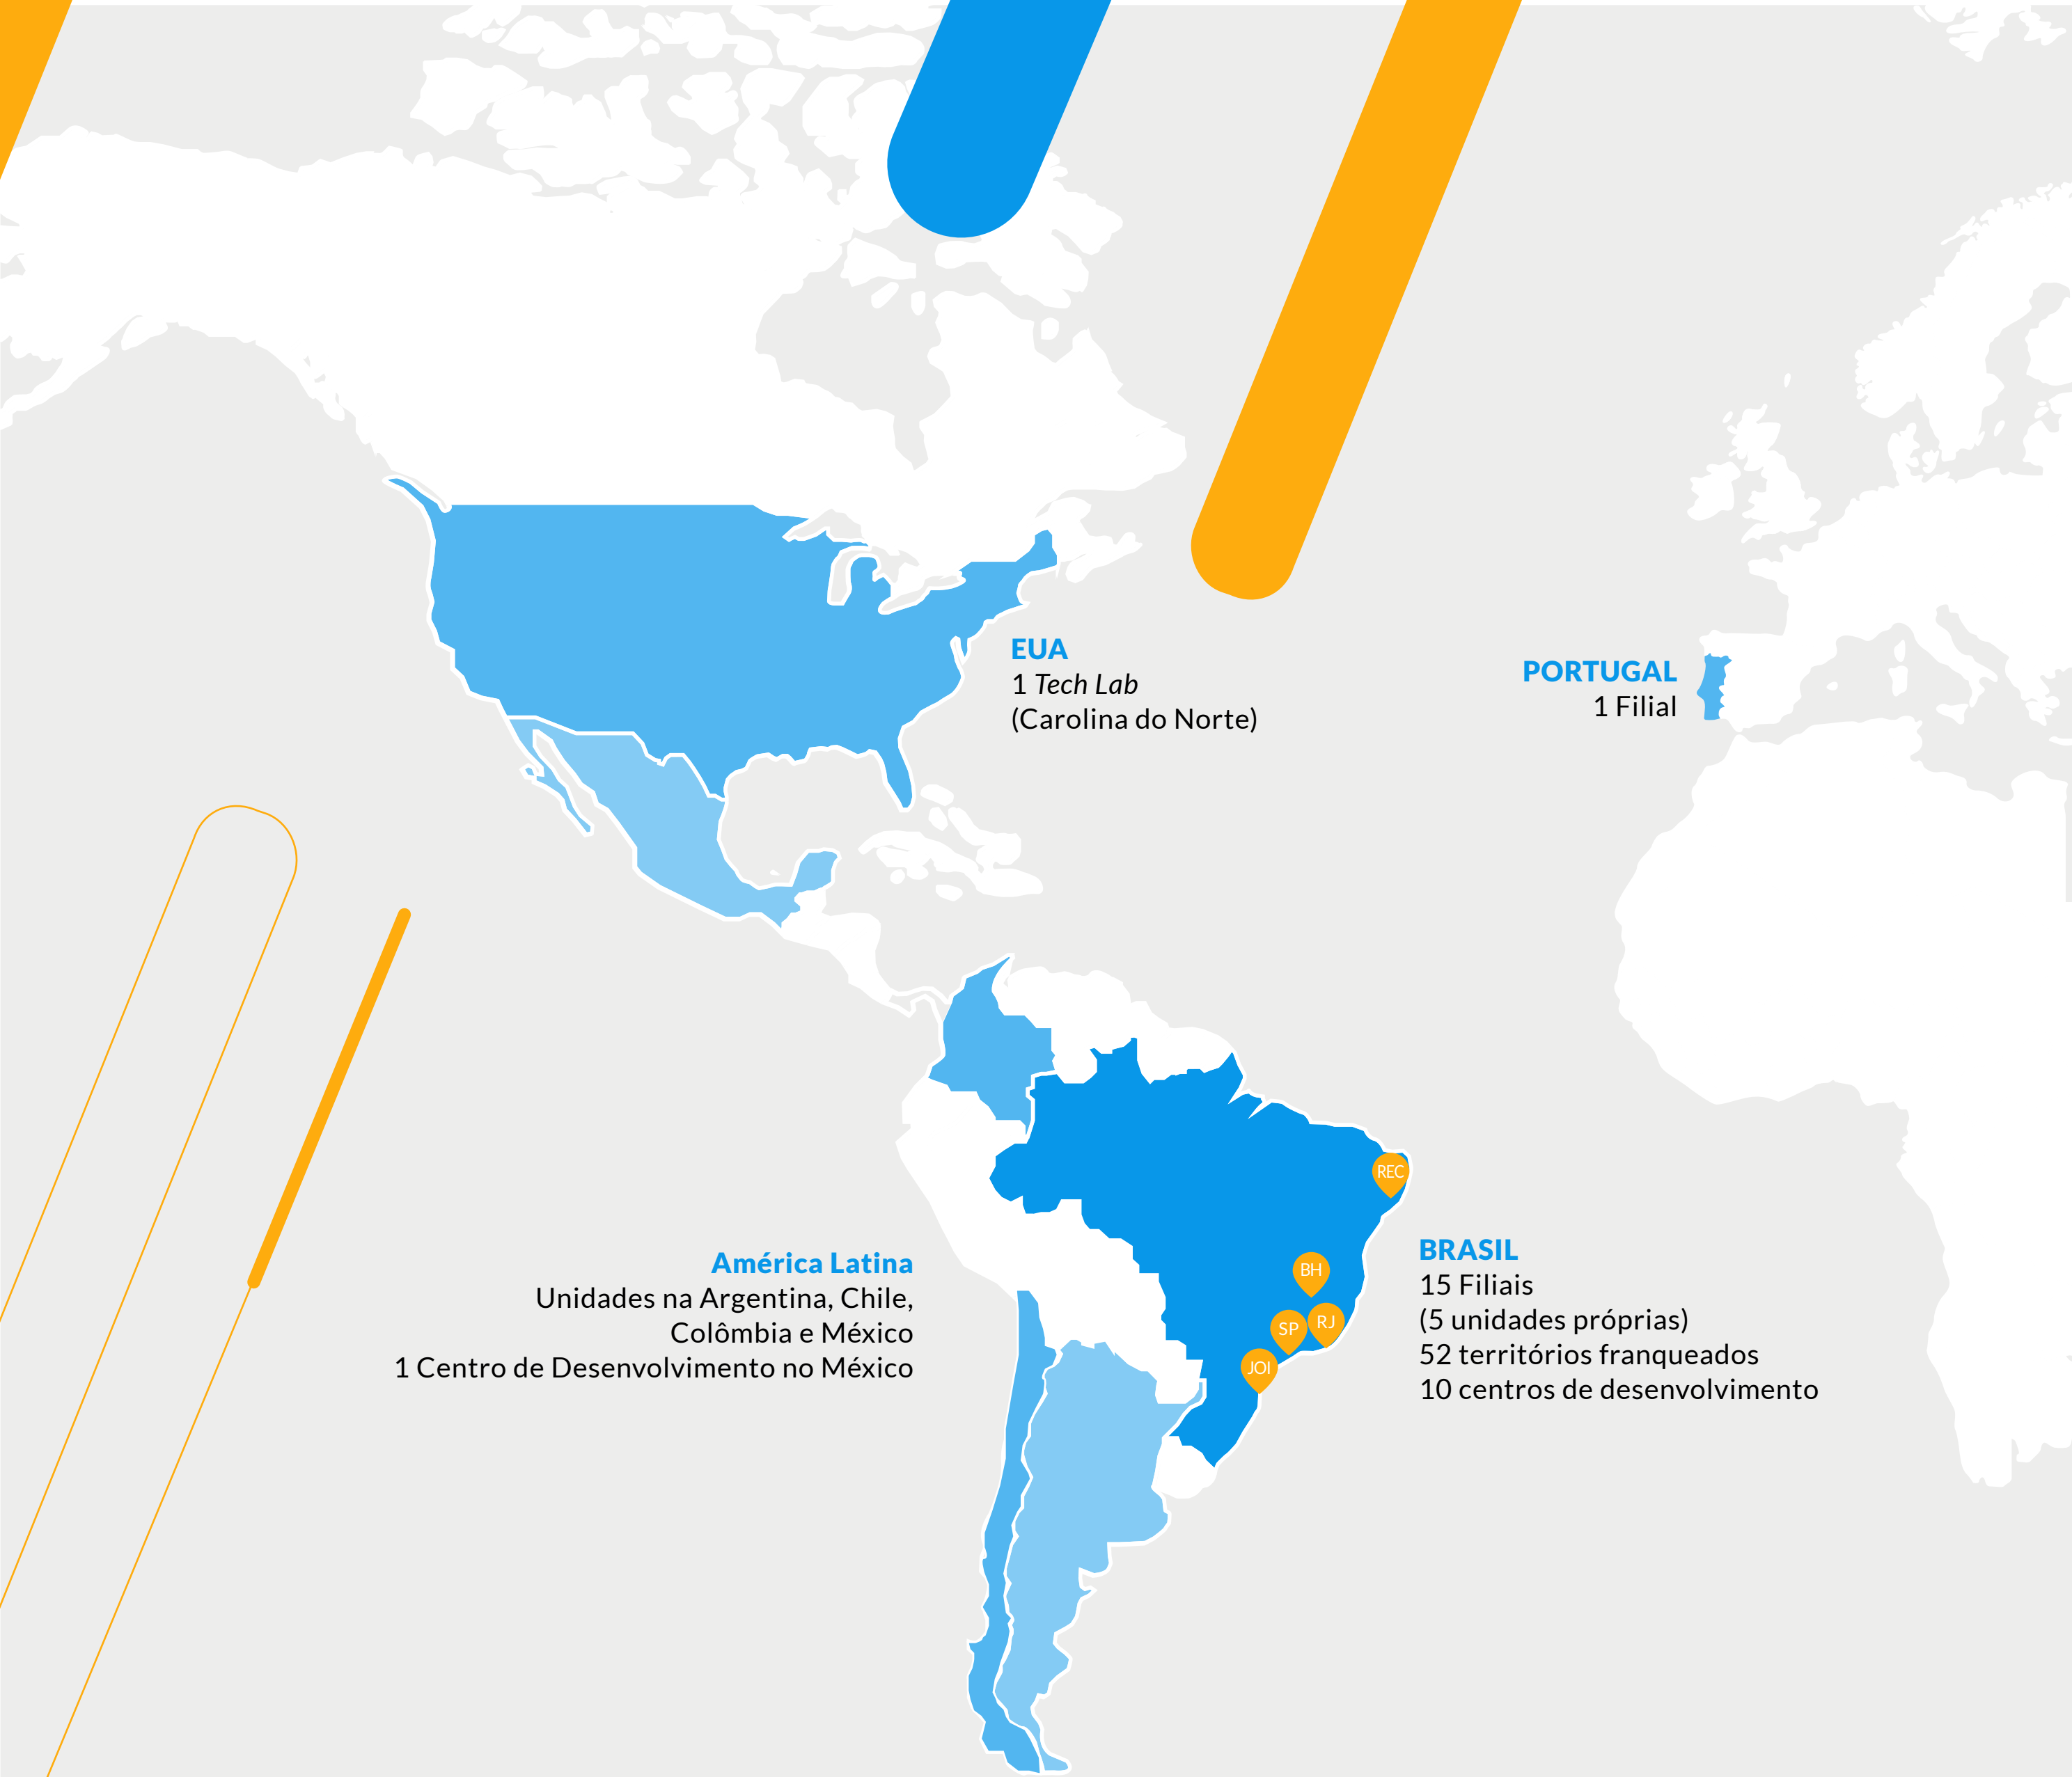 EUA
1 Tech Lab
(Carolina do Norte)
PORTUGAL
1 Filial
REC
BH
SP
RJ
JOI
América Latina
Unidades na Argentina, Chile,
Colômbia e México
1 Centro de Desenvolvimento no México
BRASIL
15 Filiais
(5 unidades próprias)
52 territórios franqueados
10 centros de desenvolvimento